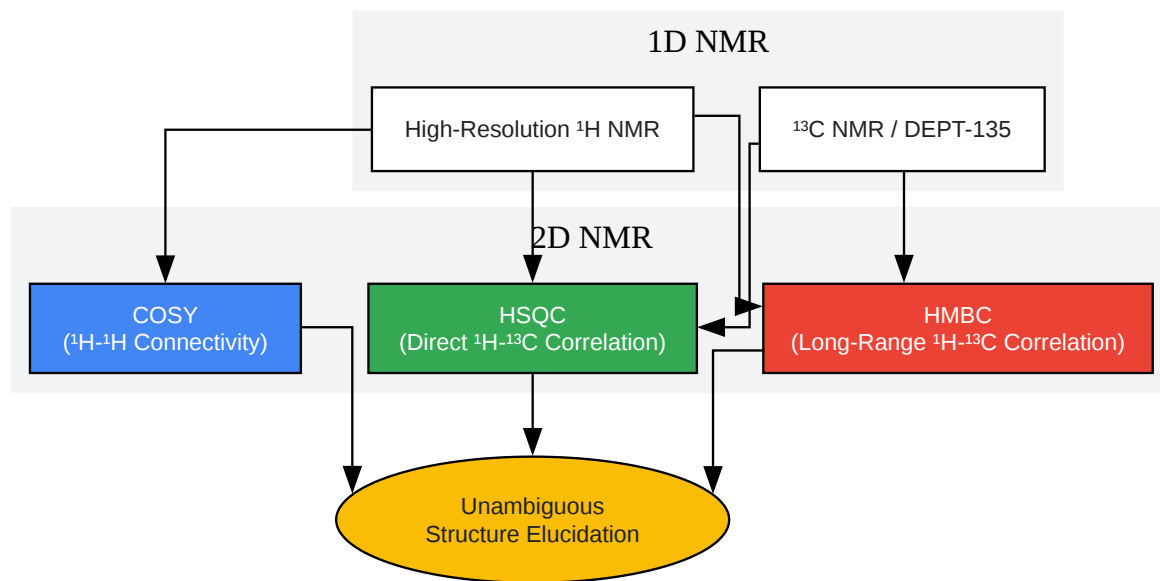 1D NMR
High-Resolution ¹H NMR
¹³C NMR / DEPT-135
2D NMR
COSY
(¹H-¹H Connectivity)
HSQC
(Direct ¹H-¹³C Correlation)
HMBC
(Long-Range ¹H-¹³C Correlation)
Unambiguous
Structure Elucidation